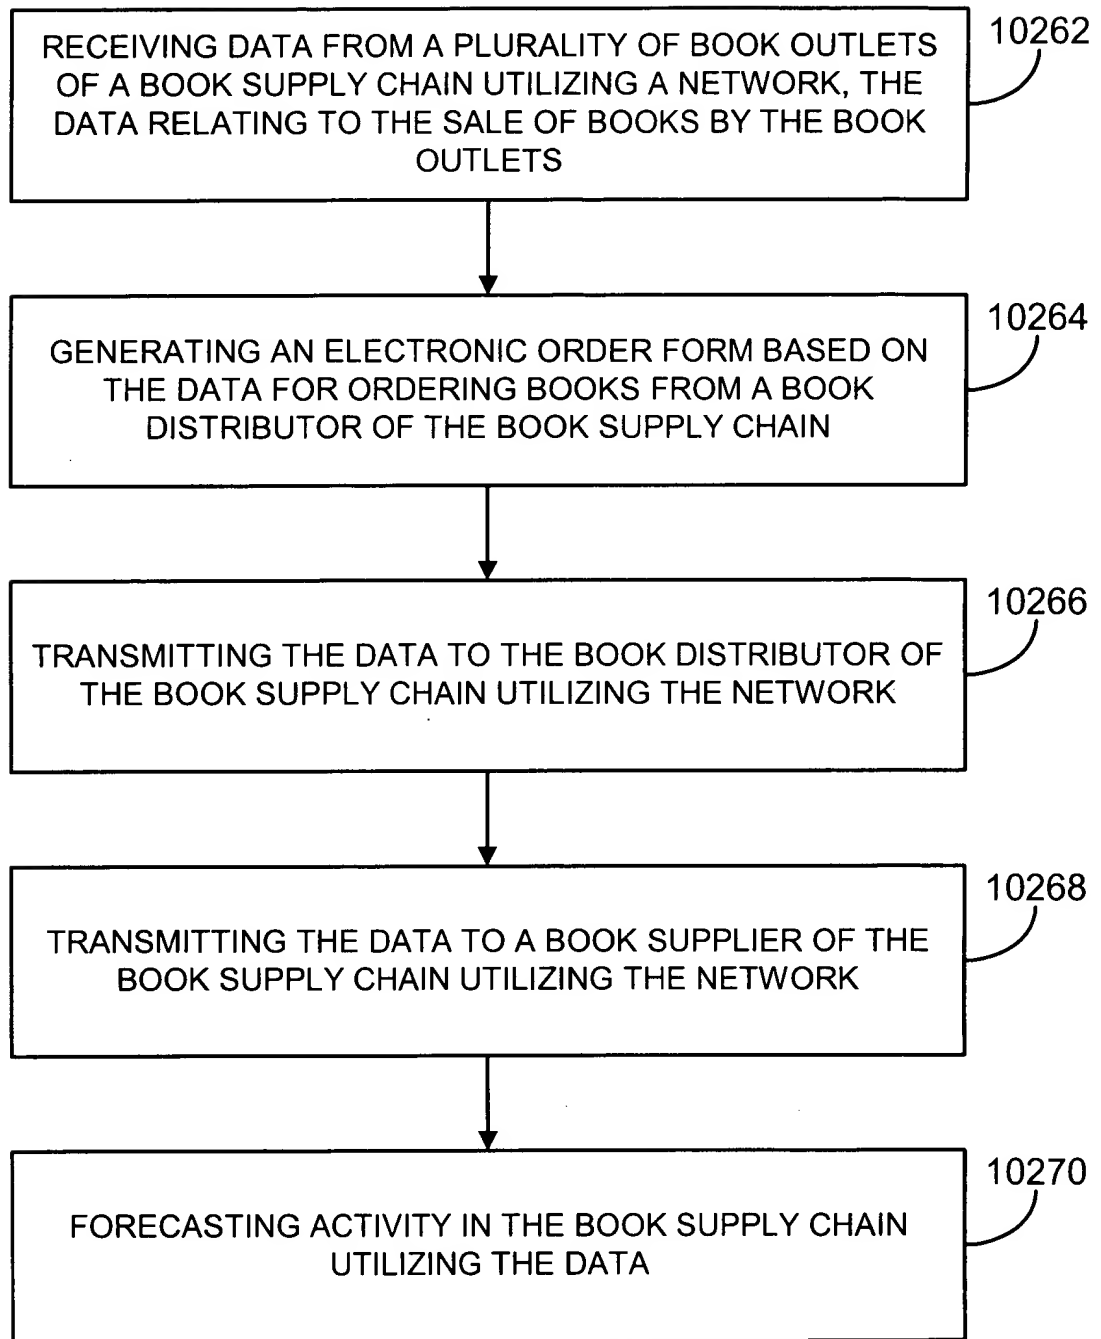 10262
RECEIVING DATA FROM A PLURALITY OF BOOK OUTLETS
OF A BOOK SUPPLY CHAIN UTILIZING A NETWORK, THE
DATA RELATING TO THE SALE OF BOOKS BY THE BOOK
OUTLETS
10264
GENERATING AN ELECTRONIC ORDER FORM BASED ON
THE DATA FOR ORDERING BOOKS FROM A BOOK
DISTRIBUTOR OF THE BOOK SUPPLY CHAIN
10266
TRANSMITTING THE DATA TO THE BOOK DISTRIBUTOR OF
THE BOOK SUPPLY CHAIN UTILIZING THE NETWORK
10268
TRANSMITTING THE DATA TO A BOOK SUPPLIER OF THE
BOOK SUPPLY CHAIN UTILIZING THE NETWORK
10270
FORECASTING ACTIVITY IN THE BOOK SUPPLY CHAIN
UTILIZING THE DATA